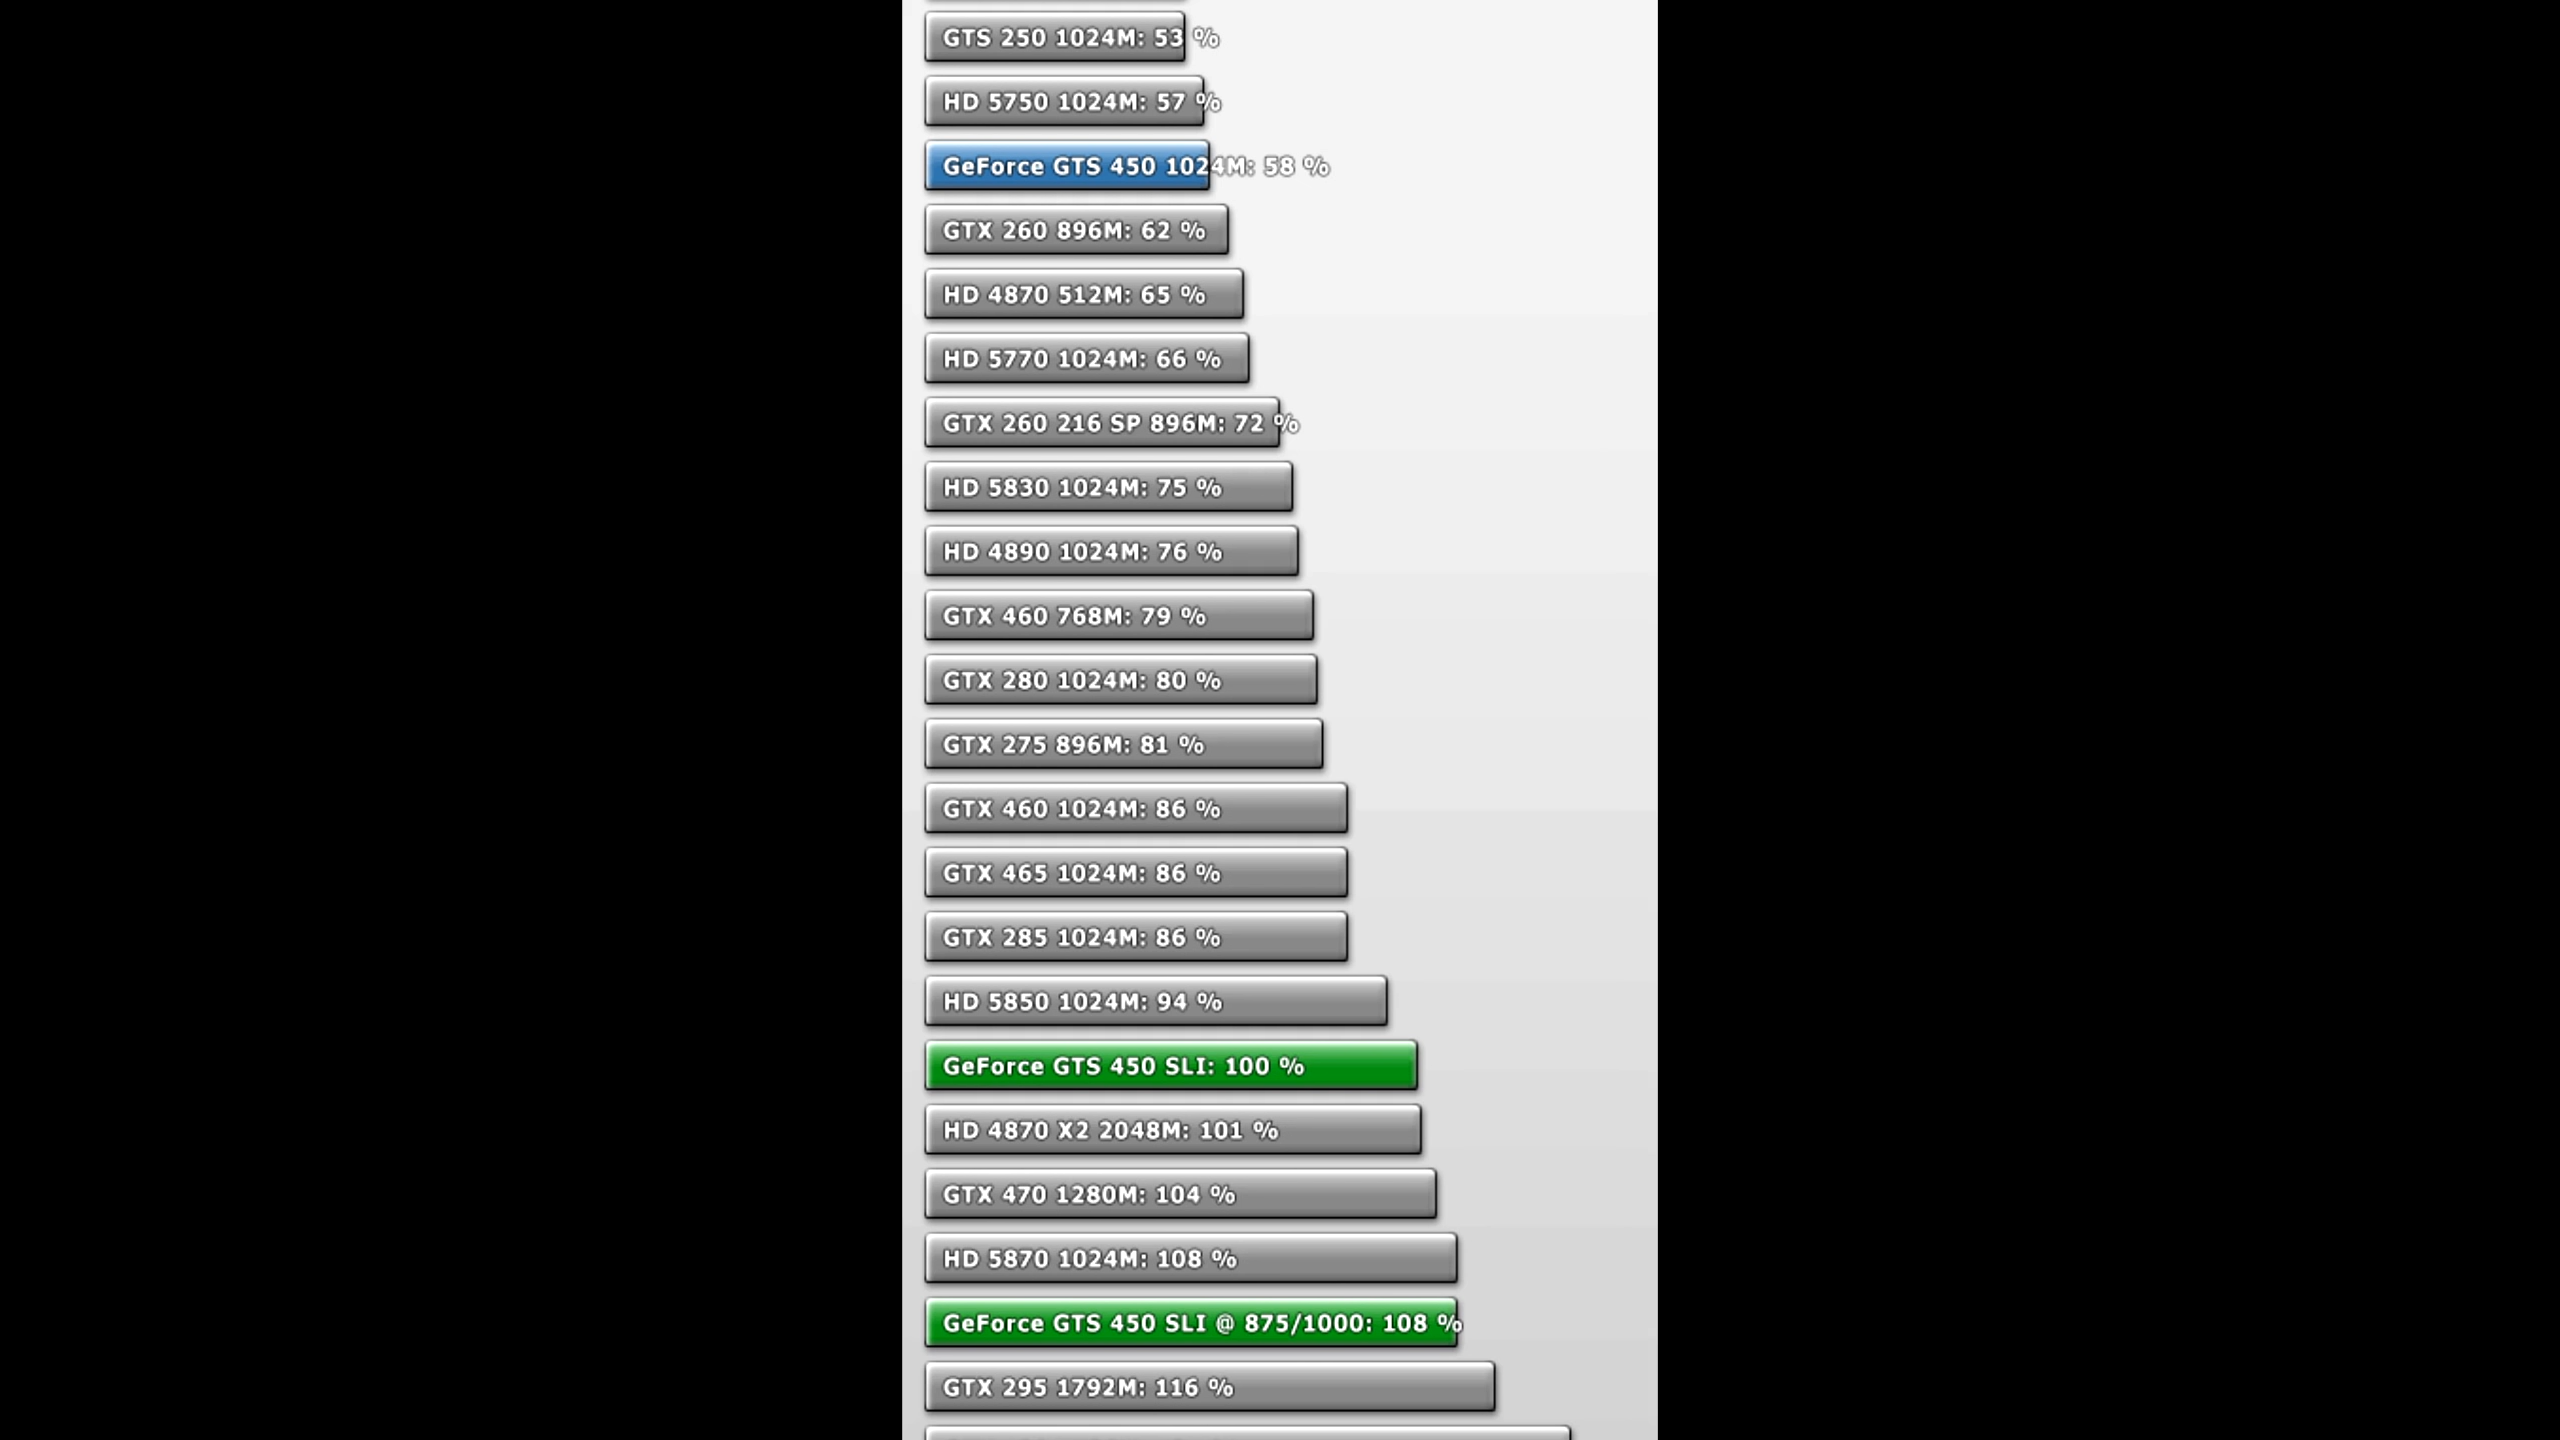 GTS 250 1024M: 53 %
HD 5750 1024M: 57 %
GeForce GTS 450 1024M: 58 %
GTX 260 896M: 62 %
HD 4870 512M: 65 %
HD 5770 1024M: 66 %
GTX 260 216 SP 896M: 72 %
HD 5830 1024M: 75 %
HD 4890 1024M: 76 %
GTX 460 768M: 79 %
GTX 280 1024M: 80 %
GTX 275 896M: 81 %
GTX 460 1024M: 86 %
GTX 465 1024M: 86 %
GTX 285 1024M: 86 %
HD 5850 1024M: 94 %
GeForce GTS 450 SLI: 100 %
HD 4870 X2 2048M: 101 %
GTX 470 1280M: 104 %
HD 5870 1024M: 108 %
GeForce GTS 450 SLI @ 875/1000: 108 %
GTX 295 1792M: 116 %